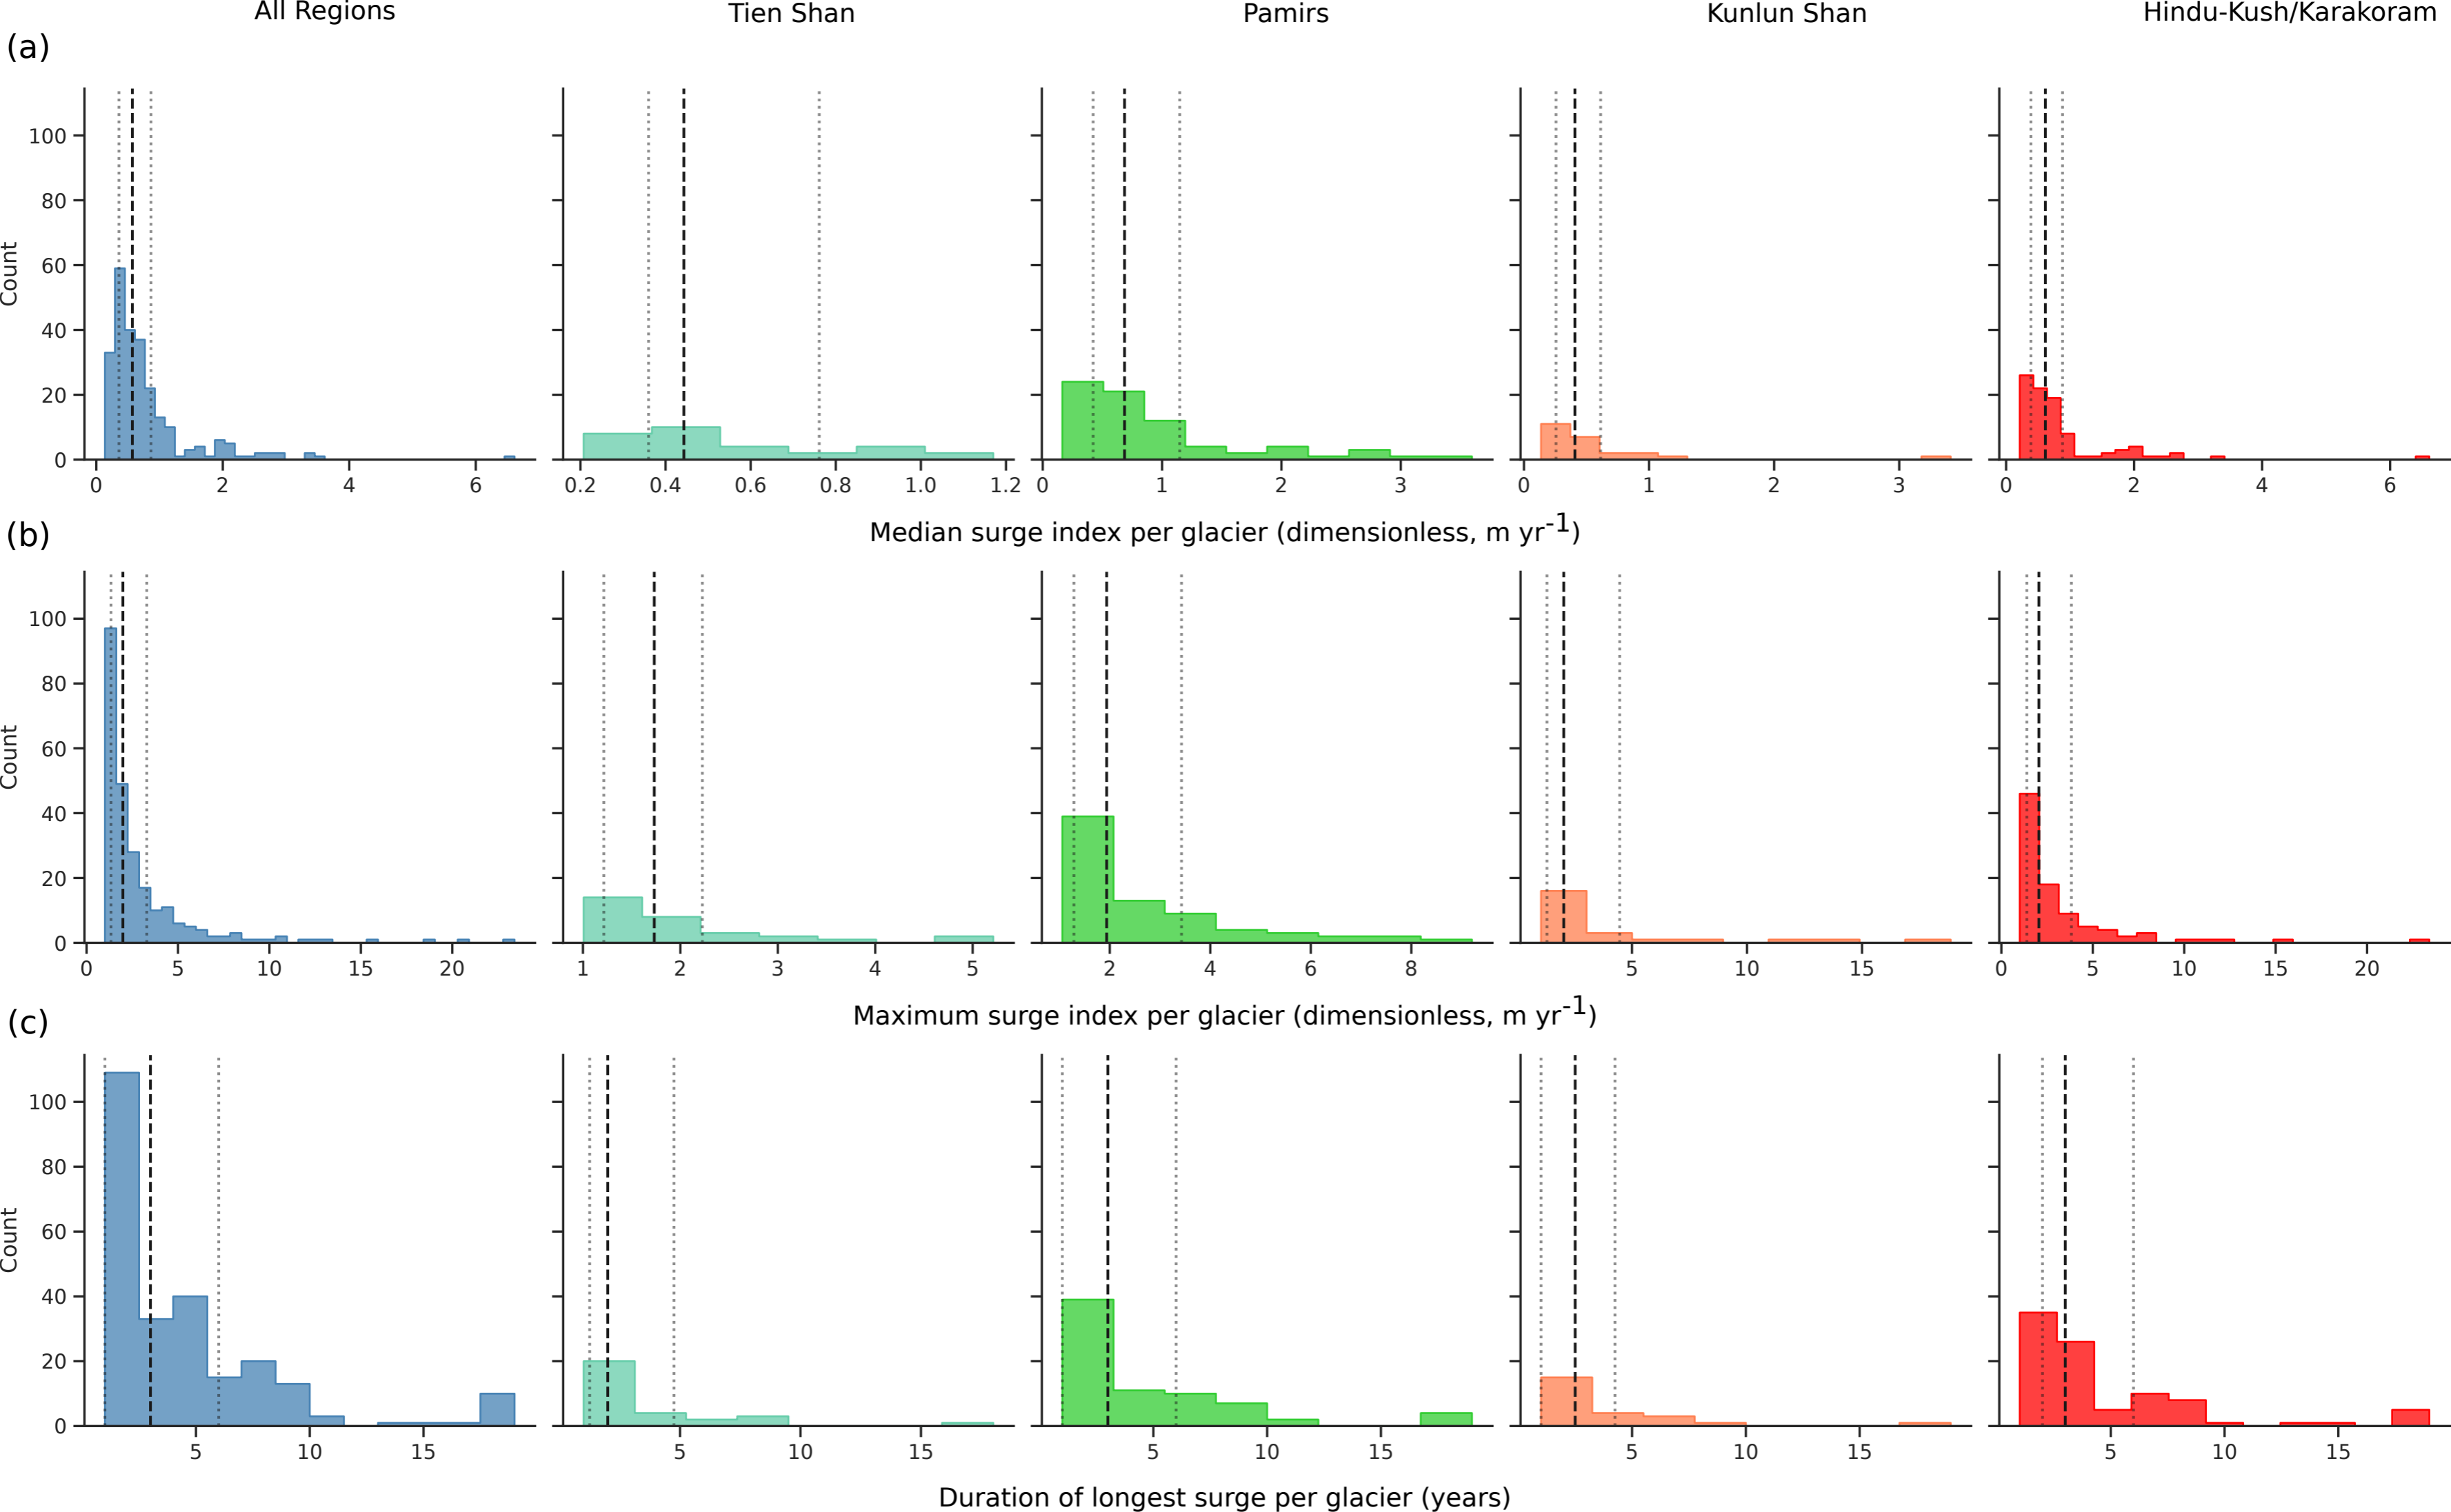 All Regions Tien Shan Pamirs Kunlun Shan Hindu-Kush/Karakoram
(a)
100
80
60
40
20
0
Count
0 2 4 6 0.2 0.4 0.6 0.8 1.0 1.2 0 1 2 3 0 1 2 3 0 2 4 6
Median surge index per glacier (dimensionless, m yr-1)
(b)
100
80
60
40
20
0
Count
0 5 10 15 20 1 2 3 4 5 2 4 6 8 5 10 15 0 5 10 15 20
Maximum surge index per glacier (dimensionless, m yr-1)
(c)
100
80
60
40
20
0
Count
5 10 15 5 10 15 5 10 15 5 10 15 5 10 15
Duration of longest surge per glacier (years)